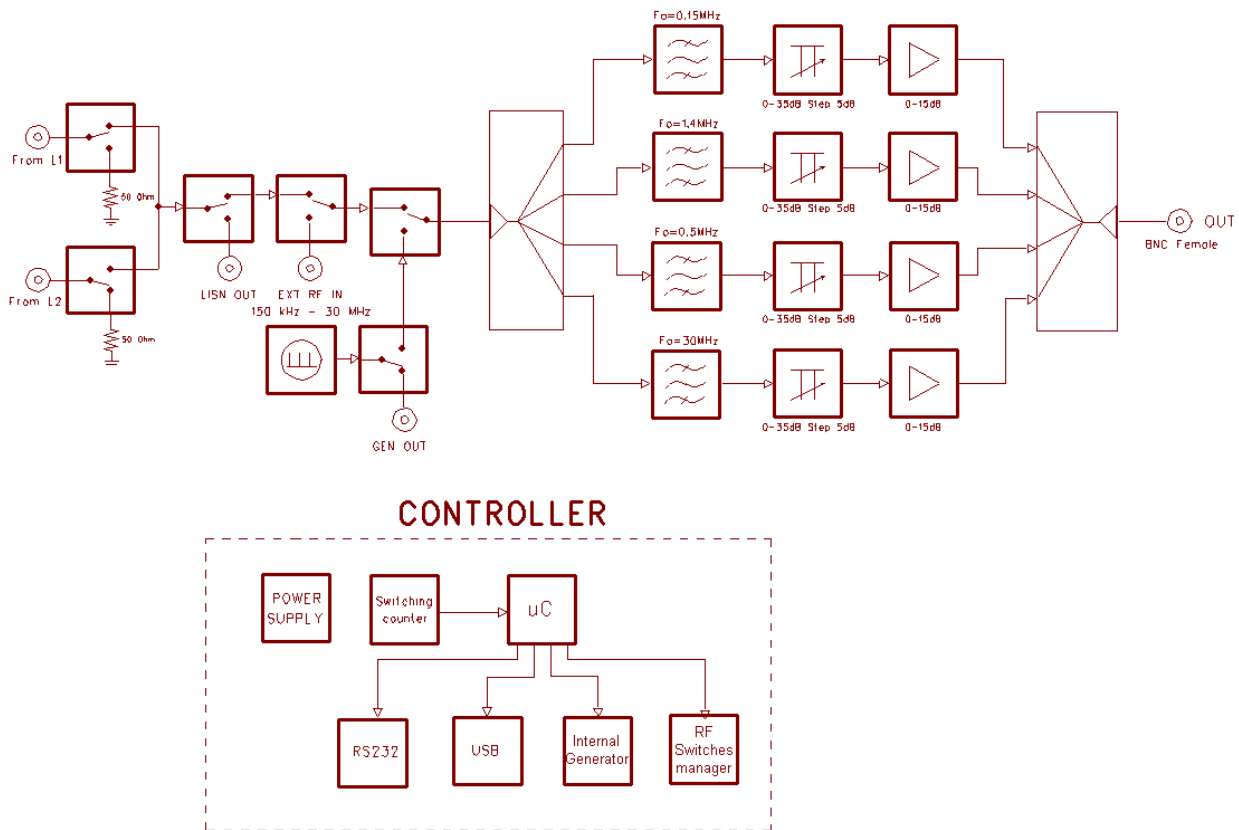 Fo=0.15MHz
0-35dB Step 5dB
0-15dB
From L1
50 Ohm
Fo=1.4MHz
0-35dB Step 5dB
0-15dB
OUT
BNC Female
Fo=0.5MHz
LISN OUT
EXT RF IN
150 kHz - 30 MHz
0-35dB Step 5dB
0-15dB
From L2
50 Ohm
Fo=30MHz
GEN OUT
0-35dB Step 5dB
0-15dB
CONTROLLER
POWER
SUPPLY
Switching
counter
uC
RS232
USB
Internal
Generator
RF
Switches
manager